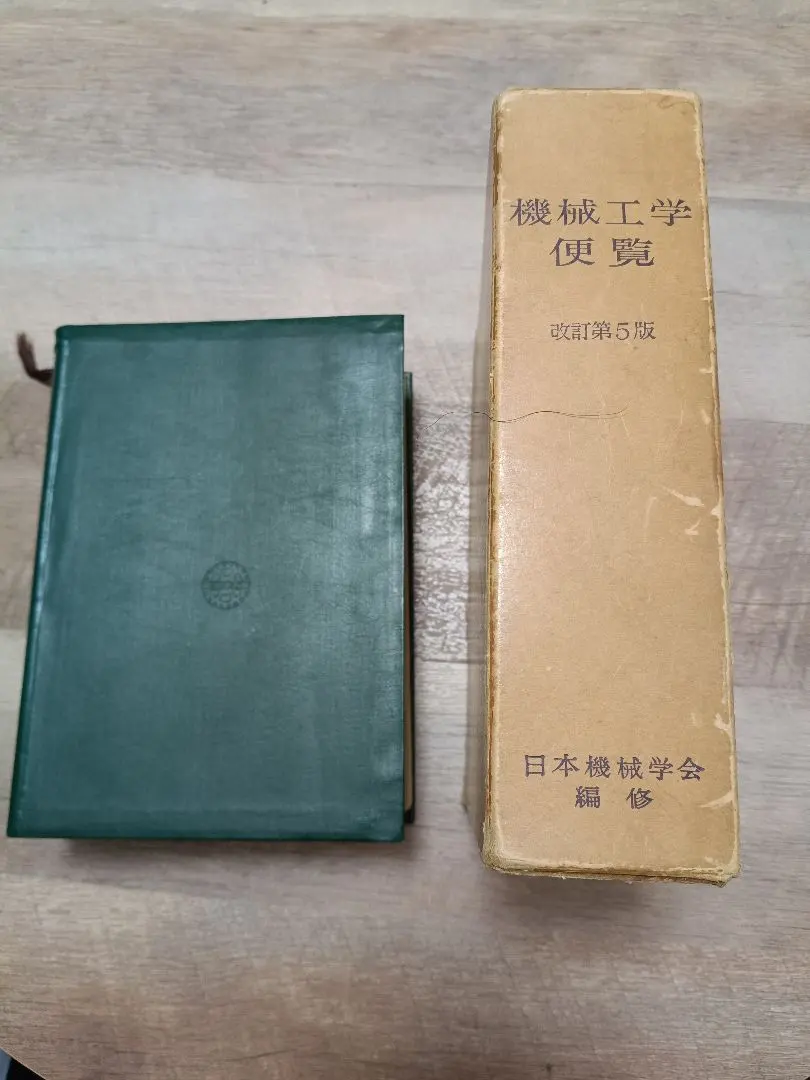 機械工学
便覧
改訂第5版
日本機械学会
編修